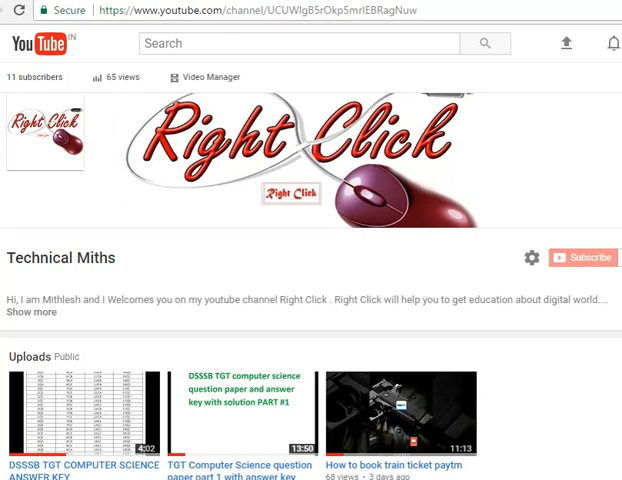 Secure https://www.youtube.com/channel/UCUWlgB5rOkp5mrlEBRagNuw
YouTube IN
Search
11 subscribers 65 views Video Manager
Right Click
Right Click
Technical Miths
Subscribe
Hi, I am Mithlesh and I Welcomes you on my youtube channel Right Click . Right Click will help you to get education about digital world....
Show more
Uploads Public
DSSSB TGT computer science
question paper and answer
key with solution PART #1
4:02 13:50 11:13
DSSSB TGT COMPUTER SCIENCE
ANSWER KEY
TGT Computer Science question
paper part 1 with answer key
How to book train ticket paytm
68 views • 3 days ago